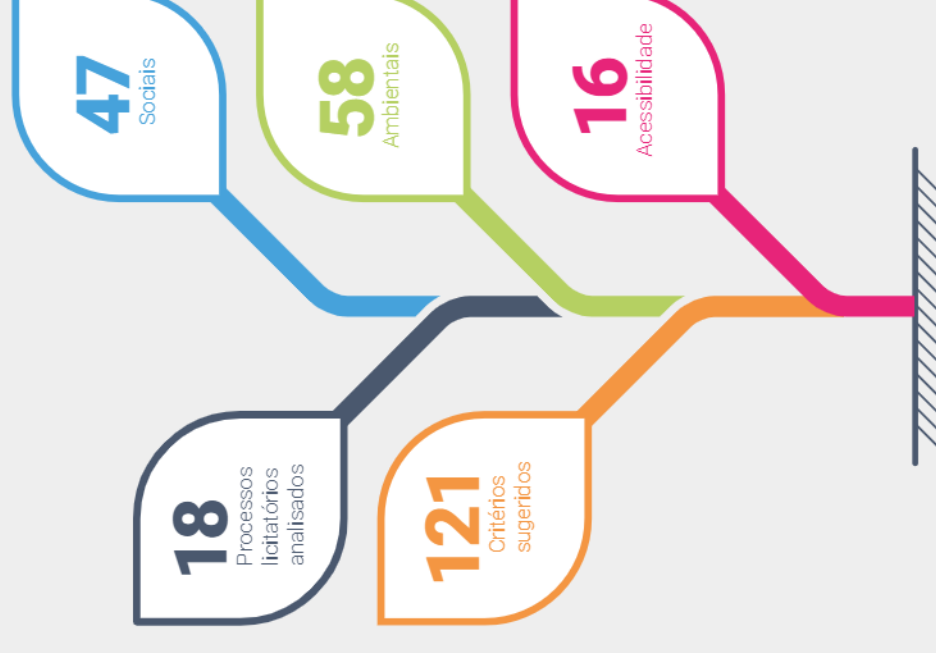 47
Sociais
18
Processos
licitatórios
analisados
58
Ambientais
121
Critérios
sugeridos
16
Acessibilidade